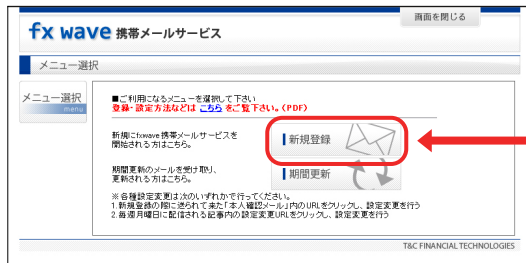 画面を閉じる
fx wave 携帯メールサービス
メニュー選択
メニュー選択
menu
■ご利用になるメニューを選択して下さい
登録・設定方法などは こちら をご覧下さい。(PDF)
新規にfxwave携帯メールサービスを
開始される方はこちら。
新規登録
期間更新のメールを受け取り、
更新される方はこちら。
期間更新
※各種設定変更は次のいずれかで行ってください。
1.新規登録の際に送られて来た「本人確認メール」内のURLをクリックし、設定変更を行う
2.毎週月曜日に配信される記事内の設定変更URLをクリックし、設定変更を行う
T&C FINANCIAL TECHNOLOGIES